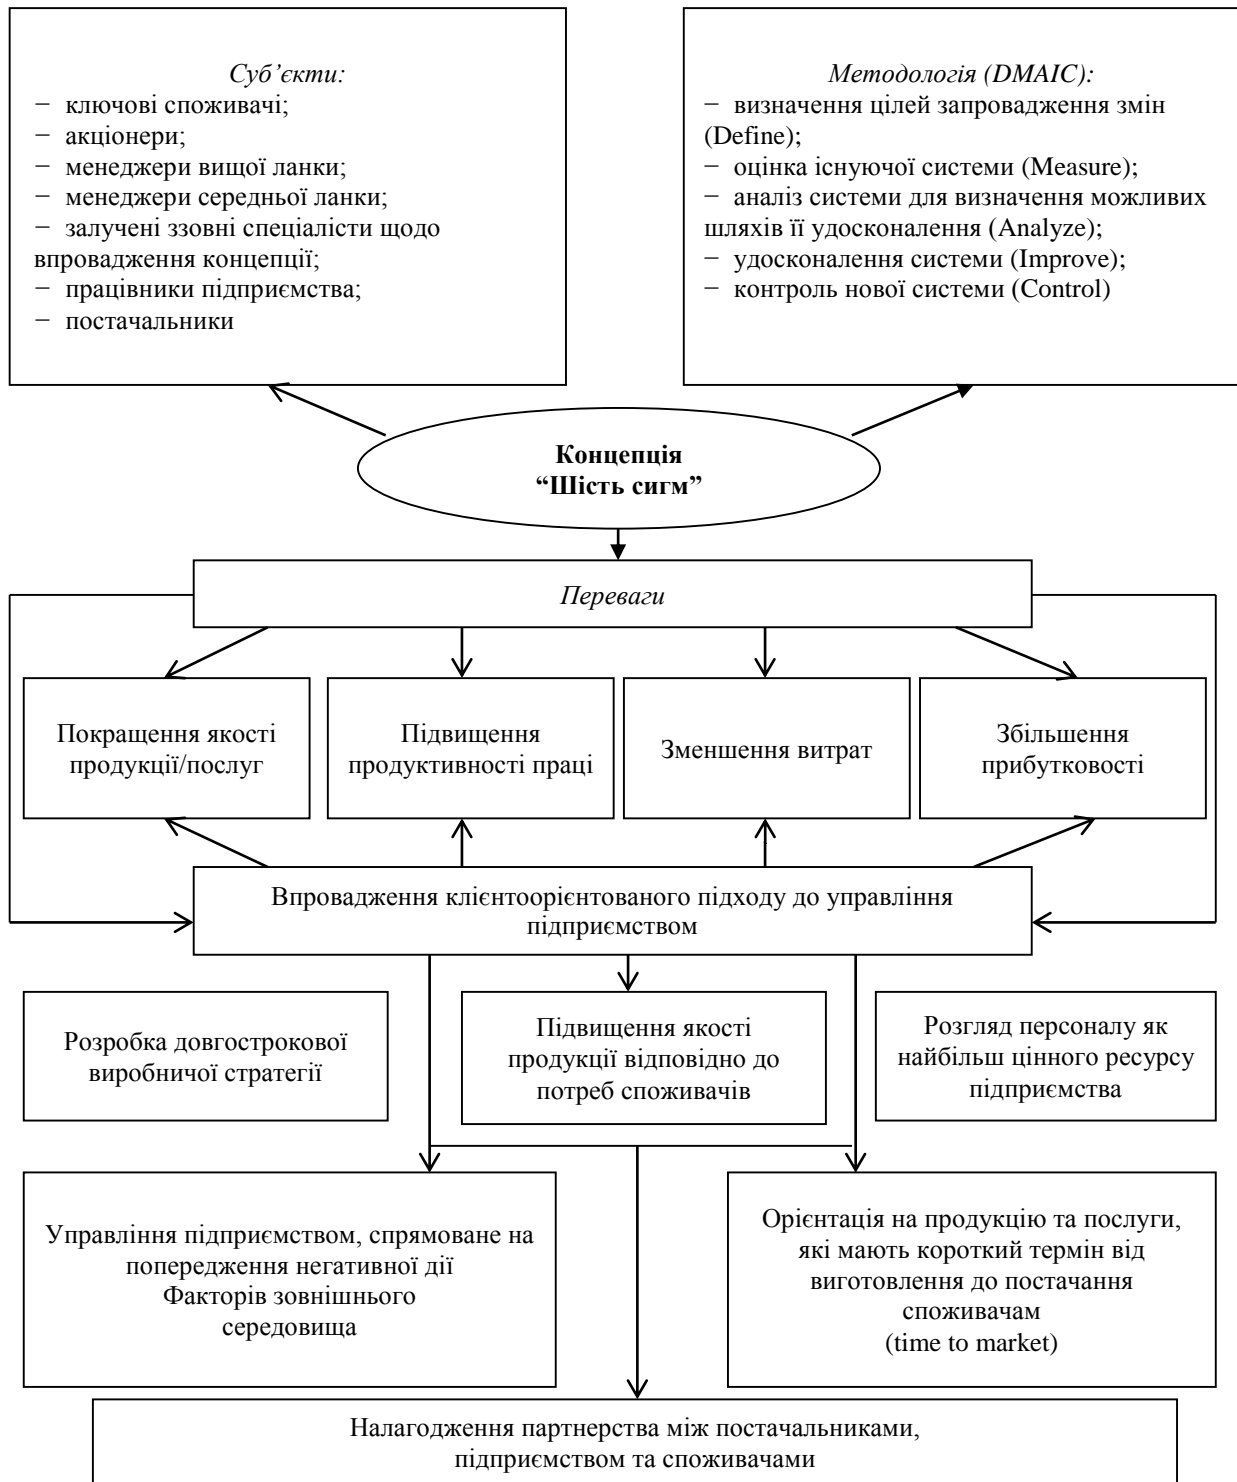 Суб’єкти:
− ключові споживачі;
− акціонери;
− менеджери вищої ланки;
− менеджери середньої ланки;
− залучені ззовні спеціалісти щодо
впровадження концепції;
− працівники підприємства;
− постачальники
Методологія (DMAIC):
− визначення цілей запровадження змін
(Define);
− оцінка існуючої системи (Measure);
− аналіз системи для визначення можливих
шляхів її удосконалення (Analyze);
− удосконалення системи (Improve);
− контроль нової системи (Control)
Концепція
“Шість сигм”
Переваги
Покращення якості
продукції/послуг
Підвищення
продуктивності праці
Зменшення витрат
Збільшення
прибутковості
Впровадження клієнтоорієнтованого підходу до управління
підприємством
Розробка довгострокової
виробничої стратегії
Підвищення якості
продукції відповідно до
потреб споживачів
Розгляд персоналу як
найбільш цінного ресурсу
підприємства
Управління підприємством, спрямоване на
попередження негативної дії
Факторів зовнішнього
середовища
Орієнтація на продукцію та послуги,
які мають короткий термін від
виготовлення до постачання
споживачам
(time to market)
Налагодження партнерства між постачальниками,
підприємством та споживачами